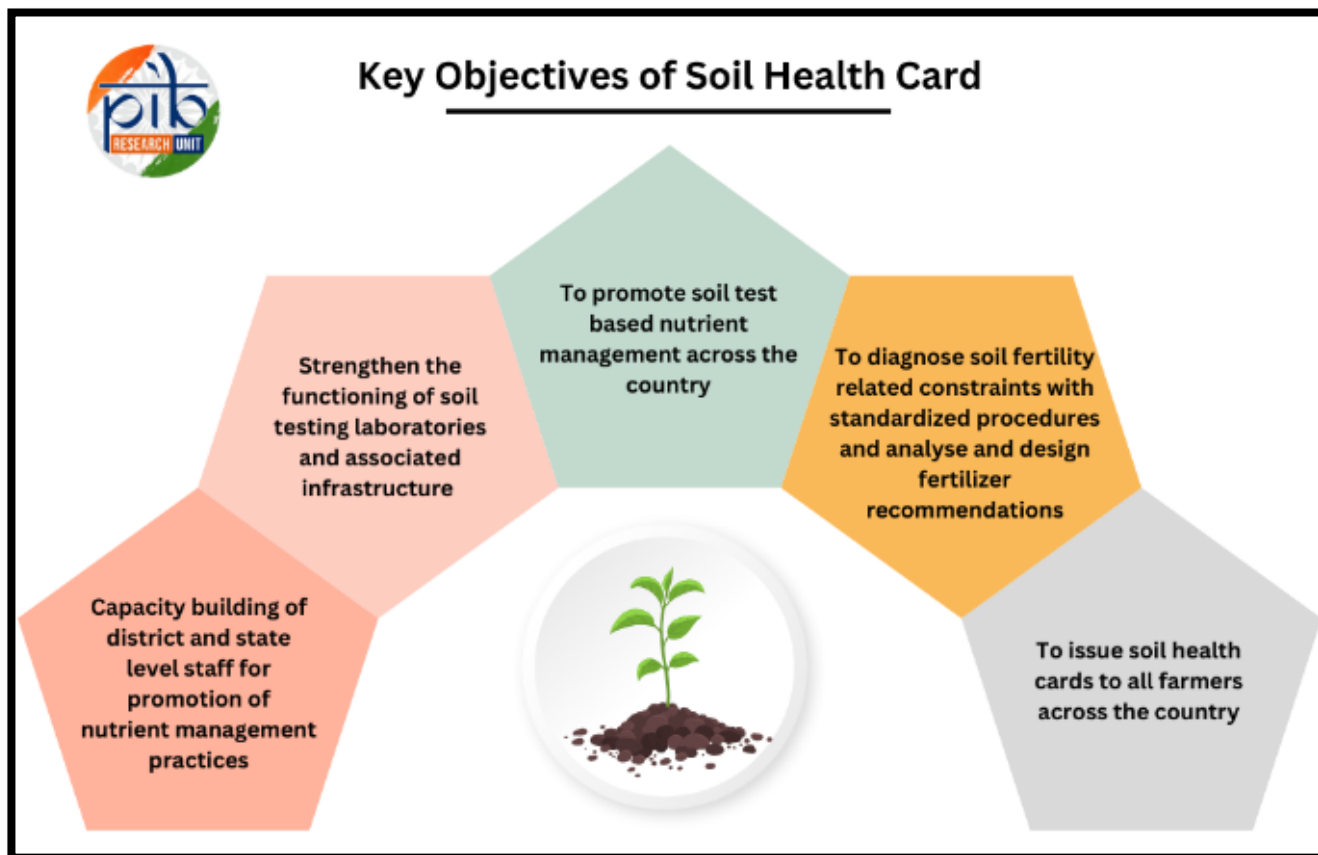 pib
RESEARCH UNIT
Key Objectives of Soil Health Card
Capacity building of
district and state
level staff for
promotion of
nutrient management
practices
Strengthen the
functioning of soil
testing laboratories
and associated
infrastructure
To promote soil test
based nutrient
management across the
country
To diagnose soil fertility
related constraints with
standardized procedures
and analyse and design
fertilizer
recommendations
To issue soil health
cards to all farmers
across the country